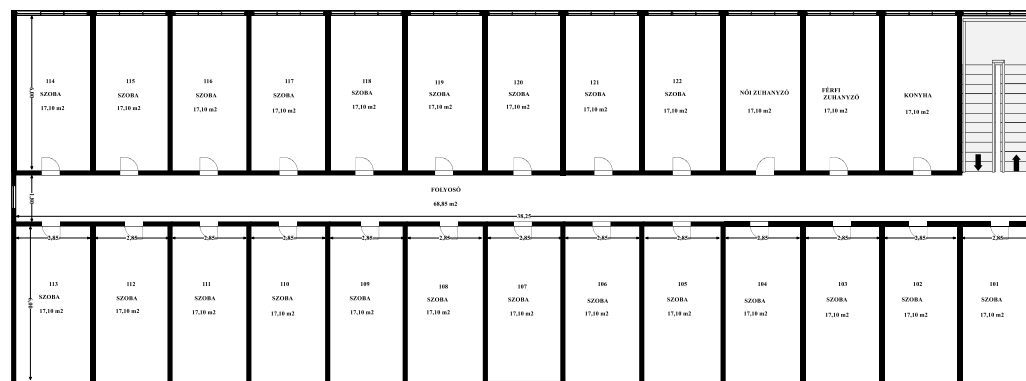 114
SZOBA
17,10 m2
115
SZOBA
17,10 m2
116
SZOBA
17,10 m2
117
SZOBA
17,10 m2
118
SZOBA
17,10 m2
119
SZOBA
17,10 m2
120
SZOBA
17,10 m2
121
SZOBA
17,10 m2
122
SZOBA
17,10 m2
NŐI ZUHANYZÓ
17,10 m2
FÉRFI
ZUHANYZÓ
17,10 m2
KONYHA
17,10 m2
6,00
1,80
FOLYOSÓ
68,85 m2
38,25
2,85
2,85
2,85
2,85
2,85
2,85
2,85
2,85
2,85
2,85
2,85
2,85
2,85
6,00
113
SZOBA
17,10 m2
112
SZOBA
17,10 m2
111
SZOBA
17,10 m2
110
SZOBA
17,10 m2
109
SZOBA
17,10 m2
108
SZOBA
17,10 m2
107
SZOBA
17,10 m2
106
SZOBA
17,10 m2
105
SZOBA
17,10 m2
104
SZOBA
17,10 m2
103
SZOBA
17,10 m2
102
SZOBA
17,10 m2
101
SZOBA
17,10 m2